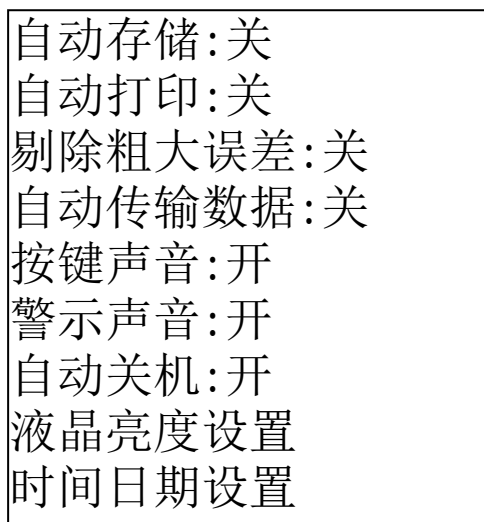 自动存储:关
自动打印:关
剔除粗大误差:关
自动传输数据:关
按键声音:开
警示声音:开
自动关机:开
液晶亮度设置
时间日期设置